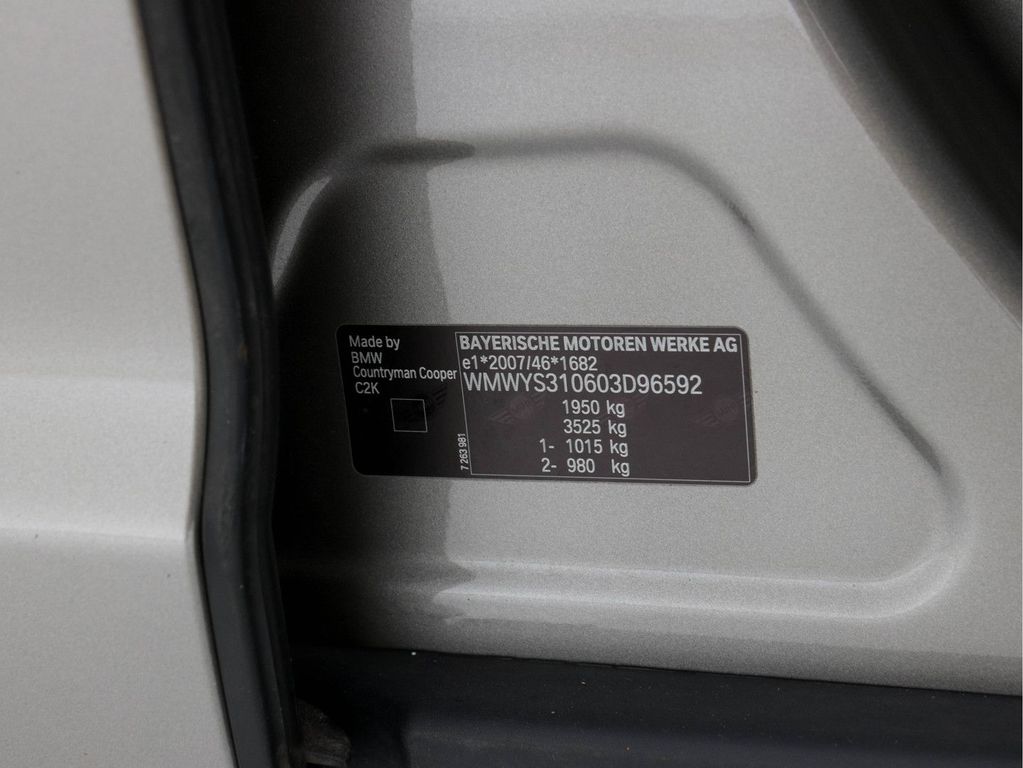 Made by
BMW
Countryman Cooper
C2K
7 263 981
BAYERISCHE MOTOREN WERKE AG
e1*2007/46*1682
WMWYS310603D96592
1950 kg
3525 kg
1- 1015 kg
2- 980 kg